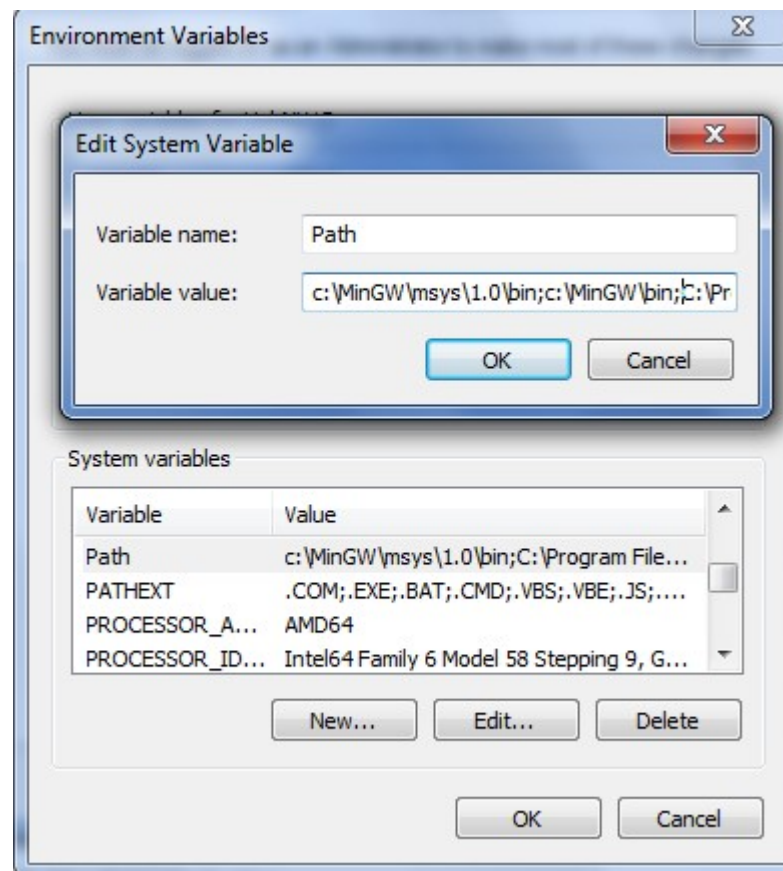 Environment Variables
Edit System Variable
Variable name: Path
Variable value: c:\MinGW\msys\1.0\bin;c:\MinGW\bin;C:\Pr
OK Cancel
System variables
Variable Value
Path c:\MinGW\msys\1.0\bin;C:\Program File...
PATHEXT .COM;.EXE;.BAT;.CMD;.VBS;.VBE;.JS;....
PROCESSOR_A... AMD64
PROCESSOR_ID... Intel64 Family 6 Model 58 Stepping 9, G...
New... Edit... Delete
OK Cancel